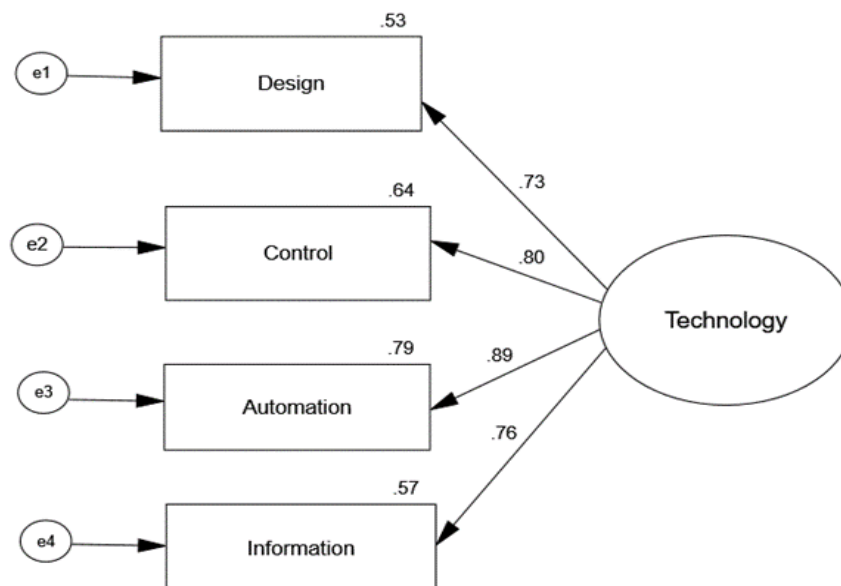 .53
e1
Design
.73
.64
e2
Control
.80
Technology
.79
e3
Automation
.89
.76
.57
e4
Information